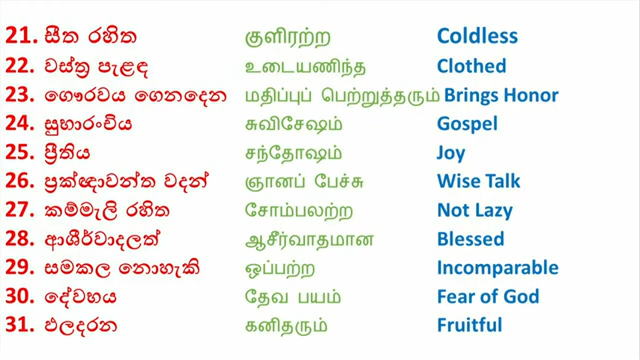 21. සීත රහිත குளிரற்ற Coldless
22. වස්ත්‍ර පැළඳ உடையணிந்த Clothed
23. ගෞරවය ගෙනදෙන மதிப்புப் பெற்றுத்தரும் Brings Honor
24. සුභාරංචිය சுவிசேஷம் Gospel
25. ප්‍රීතිය சந்தோஷம் Joy
26. ප්‍රක්ඥාවන්ත වදන් ஞானப் பேச்சு Wise Talk
27. කම්මැලි රහිත சோம்பலற்ற Not Lazy
28. ආශීර්වාදලත් ஆசீர்வாதமான Blessed
29. සමකල නොහැකි ஒப்பற்ற Incomparable
30. දේවභය தேவ பயம் Fear of God
31. ඵලදරන கனிதரும் Fruitful